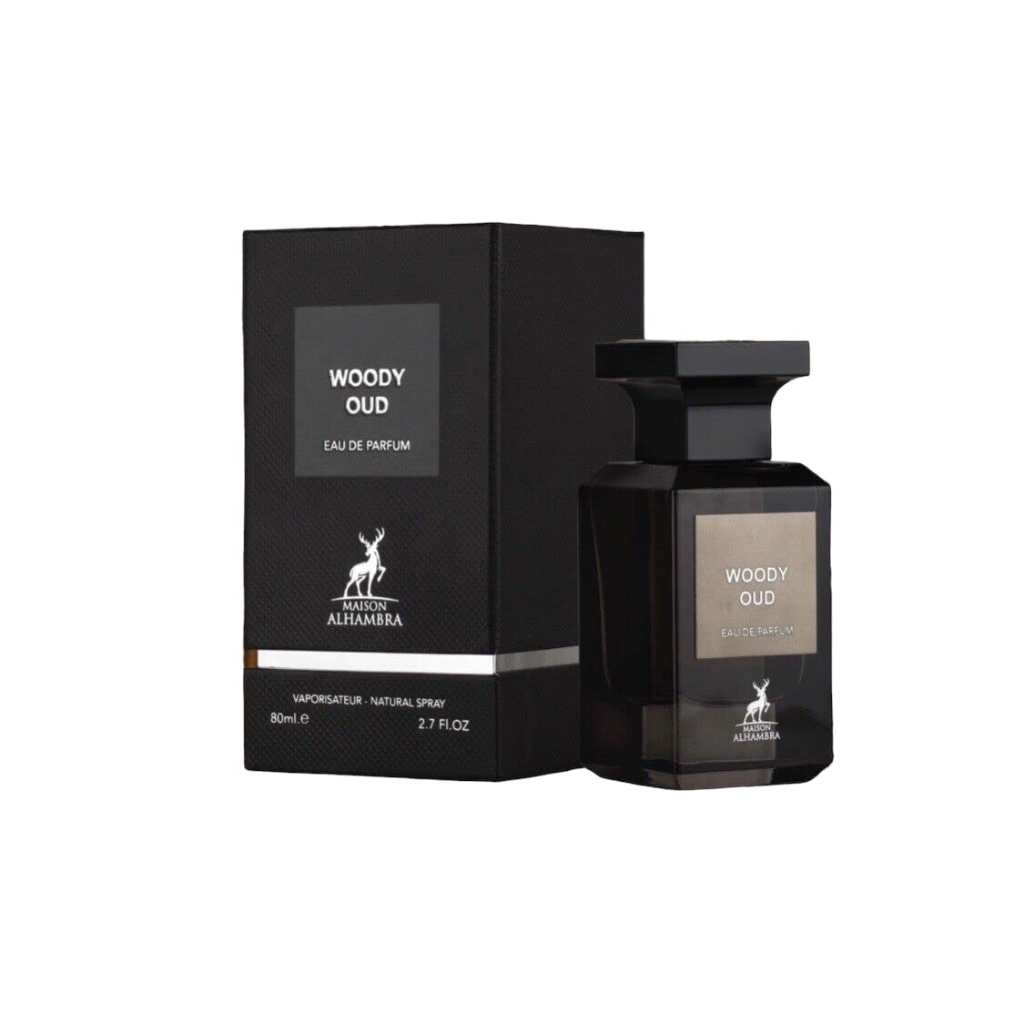 WOODY
OUD
EAU DE PARFUM
MAISON
ALHAMBRA
VAPORISATEUR - NATURAL SPRAY
80ml.e
2.7 Fl.OZ
WOODY
OUD
EAU DE PARFUM
MAISON
ALHAMBRA